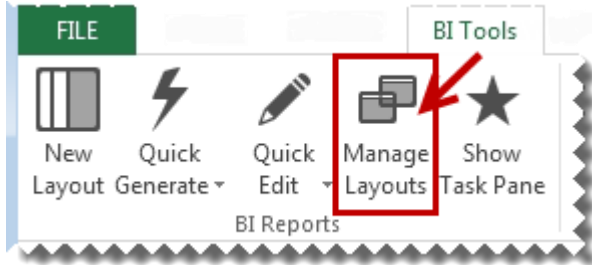 FILE
BI Tools
New Quick Quick Manage Show
Layout Generate Edit Layouts Task Pane
BI Reports